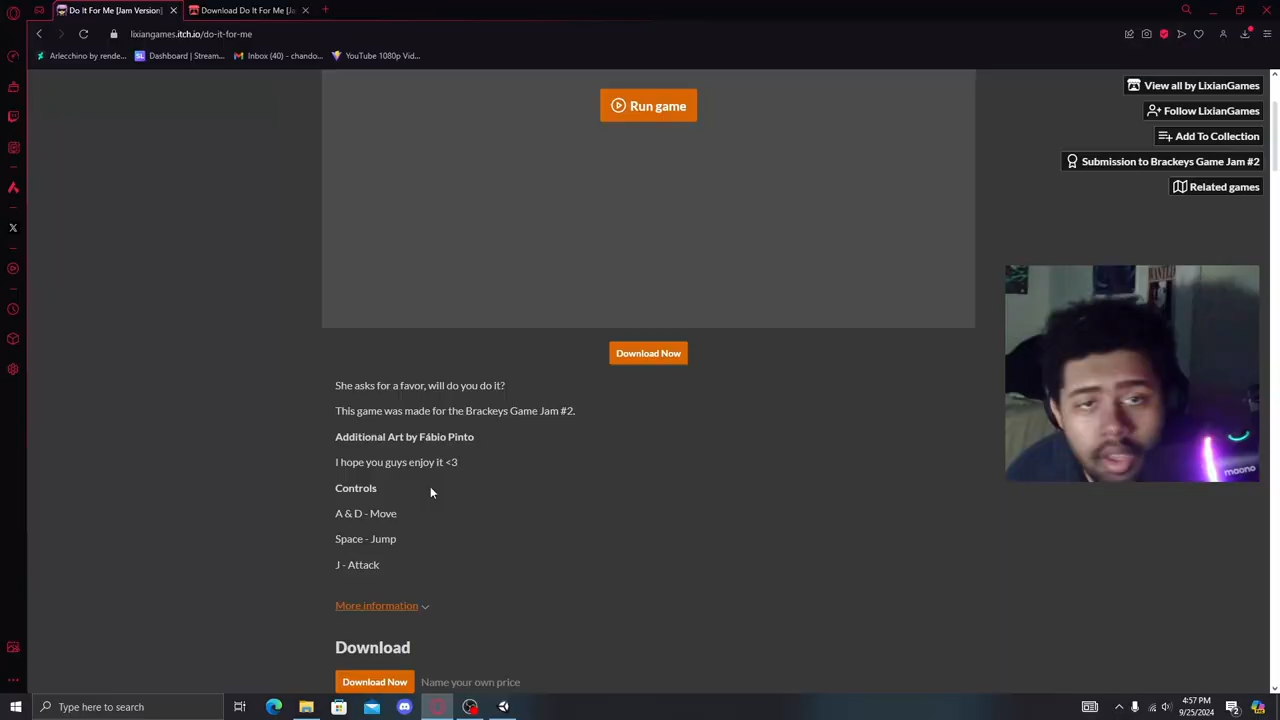 Do It For Me [Jam Version]
Download Do It For Me [Ja
lixiangames.itch.io/do-it-for-me
Arlecchino by rende...
Dashboard | Stream...
Inbox (40) - chando...
YouTube 1080p Vid...
Run game
View all by LixianGames
Follow LixianGames
Add To Collection
Submission to Brackeys Game Jam #2
Related games
Download Now
She asks for a favor, will do you do it?
This game was made for the Brackeys Game Jam #2.
Additional Art by Fábio Pinto
I hope you guys enjoy it <3
Controls
A & D - Move
Space - Jump
J - Attack
More information
Download
Download Now
Name your own price
maono
Type here to search
4:57 PM
9/25/2024